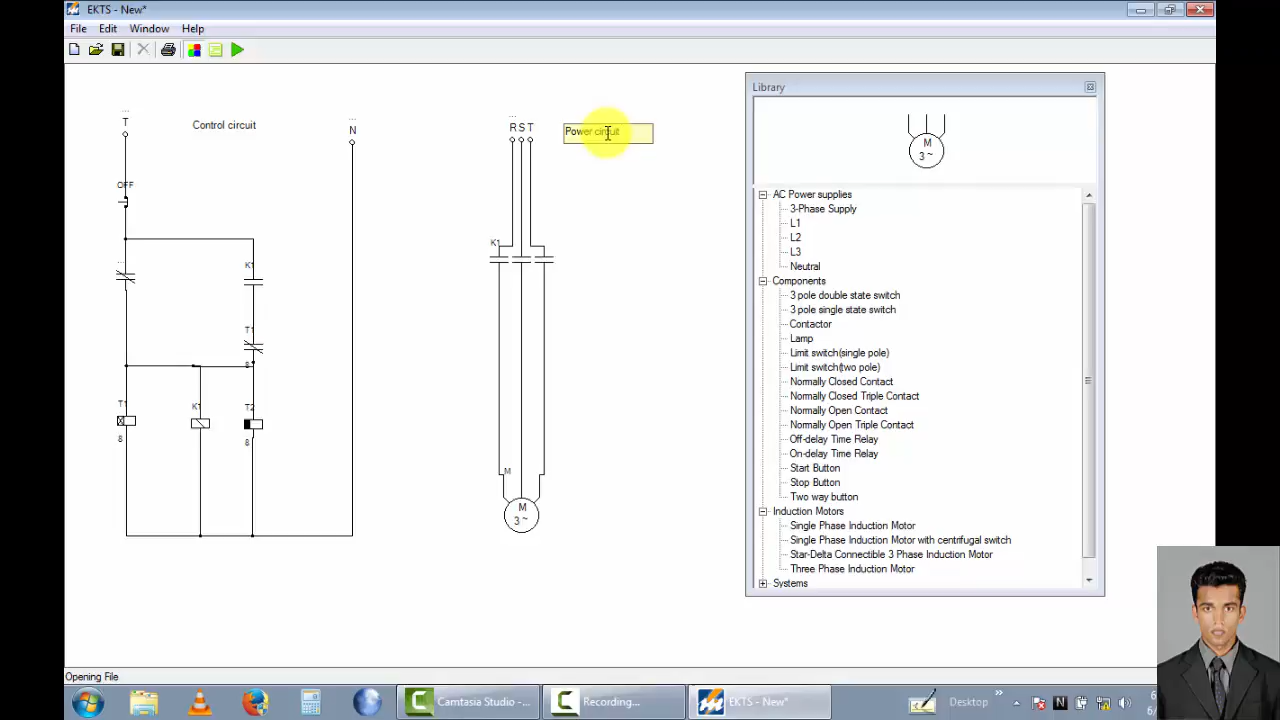 EKTS - New*
File Edit Window Help
Control circuit
Power circuit
T
N
R S T
OFF
K1
T1
8
T1
8
K1
T2
8
K1
M
M
3 ~
Library
M
3 ~
AC Power supplies
3-Phase Supply
L1
L2
L3
Neutral
Components
3 pole double state switch
3 pole single state switch
Contactor
Lamp
Limit switch(single pole)
Limit switch(two pole)
Normally Closed Contact
Normally Closed Triple Contact
Normally Open Contact
Normally Open Triple Contact
Off-delay Time Relay
On-delay Time Relay
Start Button
Stop Button
Two way button
Induction Motors
Single Phase Induction Motor
Single Phase Induction Motor with centrifugal switch
Star-Delta Connectible 3 Phase Induction Motor
Three Phase Induction Motor
Systems
Opening File
Camtasia Studio -...
Recording...
EKTS - New*
Desktop
N